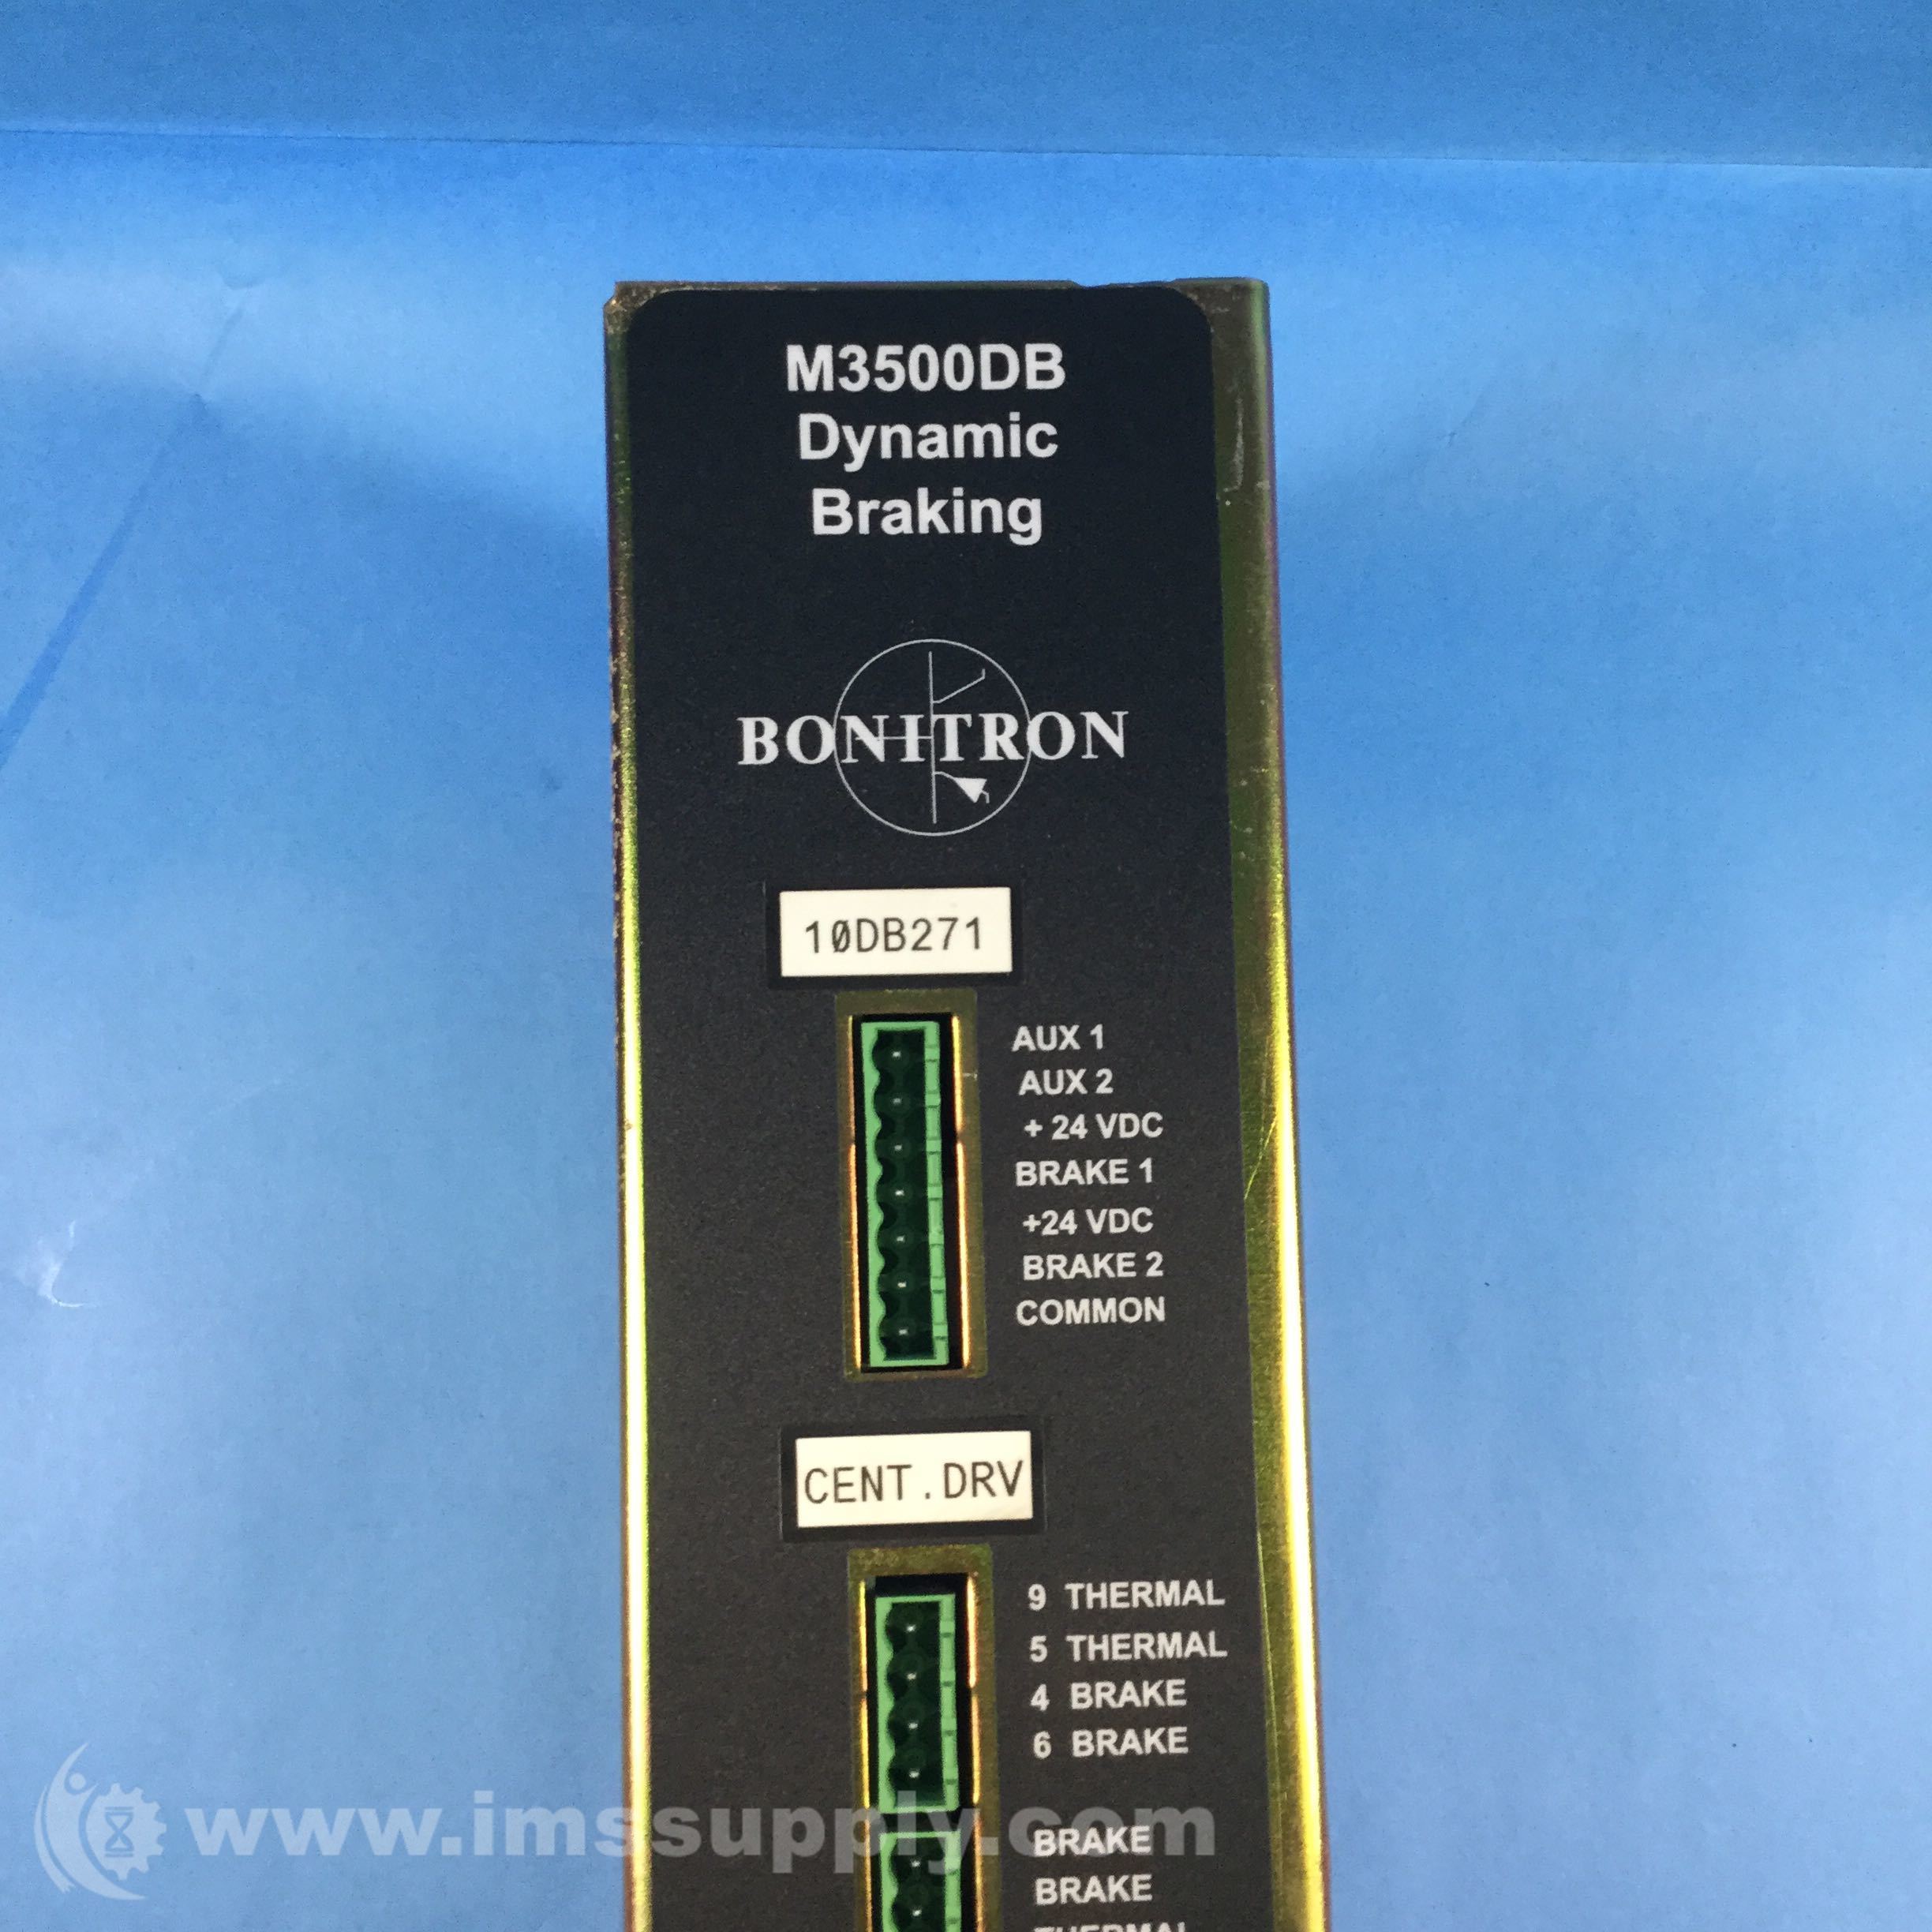 M3500DB
Dynamic
Braking
BONITRON
10DB271
AUX 1
AUX 2
+ 24 VDC
BRAKE 1
+24 VDC
BRAKE 2
COMMON
CENT.DRV
9 THERMAL
5 THERMAL
4 BRAKE
6 BRAKE
www.imssupply.com
BRAKE
BRAKE
THERMAL